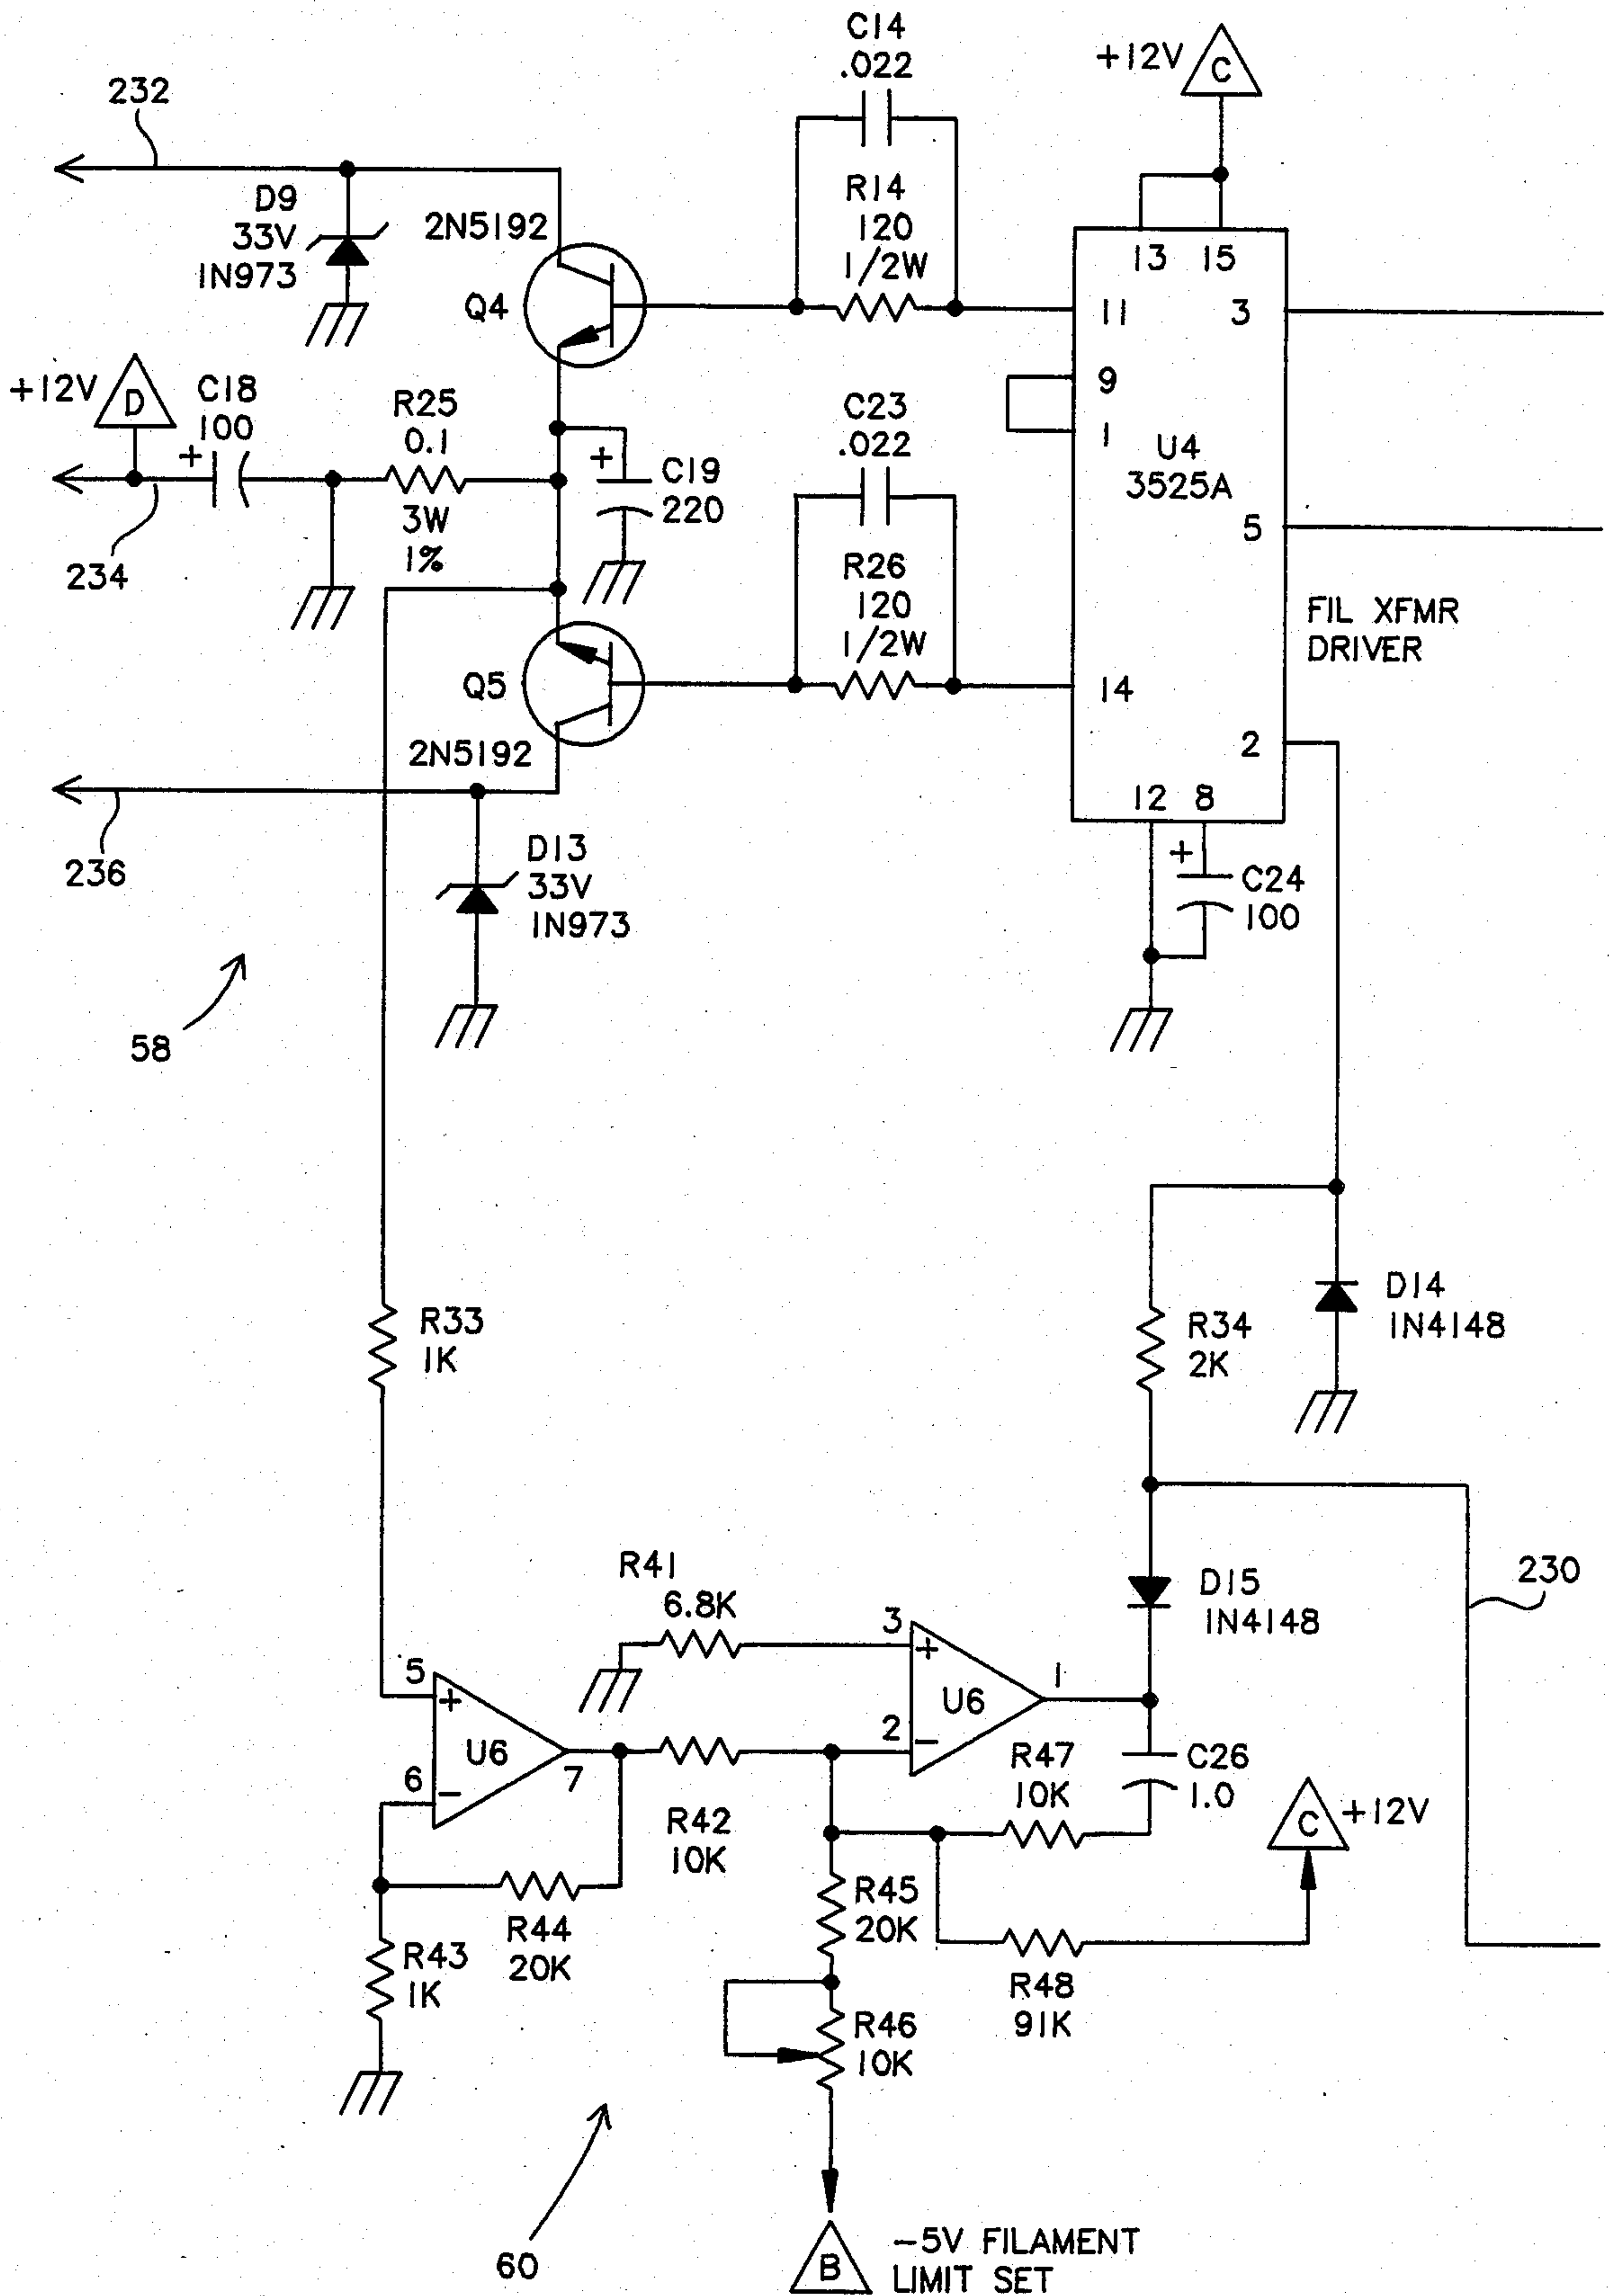 C14
.022
+12V
C
232
R14
120
1/2W
D9
33V
1N973
2N5192
Q4
13 15
11 3
9
1
U4
3525A
5
14
2
12 8
+12V
D
C18
100
+
R25
0.1
3W
1%
+
C19
220
C23
.022
R26
120
1/2W
FIL XFMR
DRIVER
234
Q5
2N5192
236
D13
33V
1N973
+
C24
100
58
D14
1N4148
R33
1K
R34
2K
230
D15
1N4148
R41
6.8K
3
+
U6
1
2
−
5
+
U6
7
6
−
R47
10K
C26
1.0
C
+12V
R42
10K
R45
20K
R44
20K
R43
1K
R48
91K
R46
10K
60
B
-5V FILAMENT
LIMIT SET